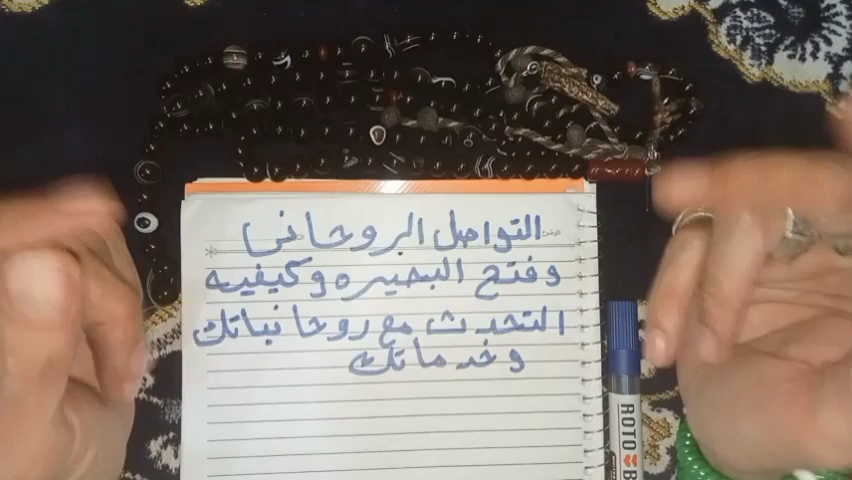 التواصل الروحاني
وفتح البصيره وكيفيه
التحدث مع روحانياتك
وخدماتك
ROTO